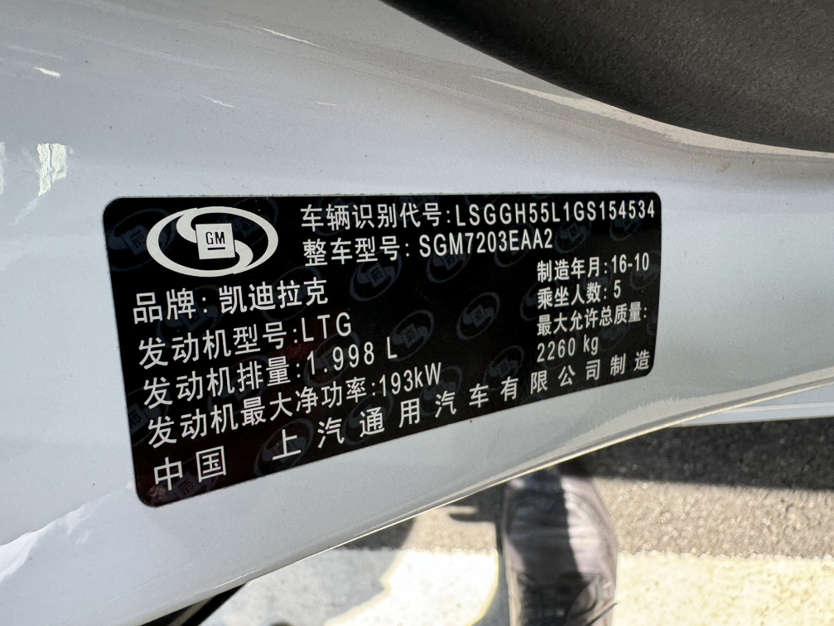 GM
车辆识别代号:LSGGH55L1GS154534
整车型号: SGM7203EAA2
品牌: 凯迪拉克
制造年月:16-10
发动机型号:LTG
乘坐人数: 5
发动机排量:1.998 L
最大允许总质量:
2260 kg
发动机最大净功率:193kW
中国 上汽通用汽车有限公司制造